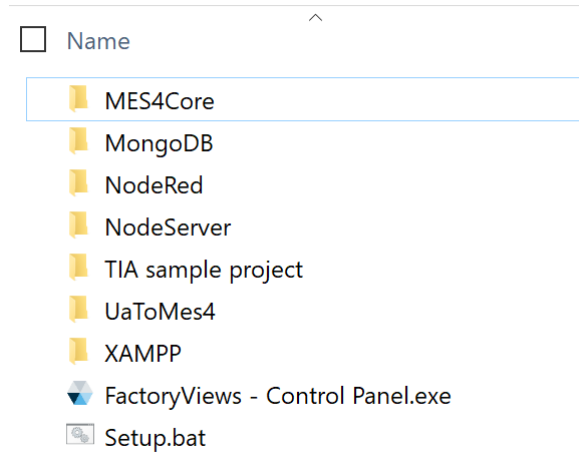 Name
MES4Core
MongoDB
NodeRed
NodeServer
TIA sample project
UaToMes4
XAMPP
FactoryViews - Control Panel.exe
Setup.bat